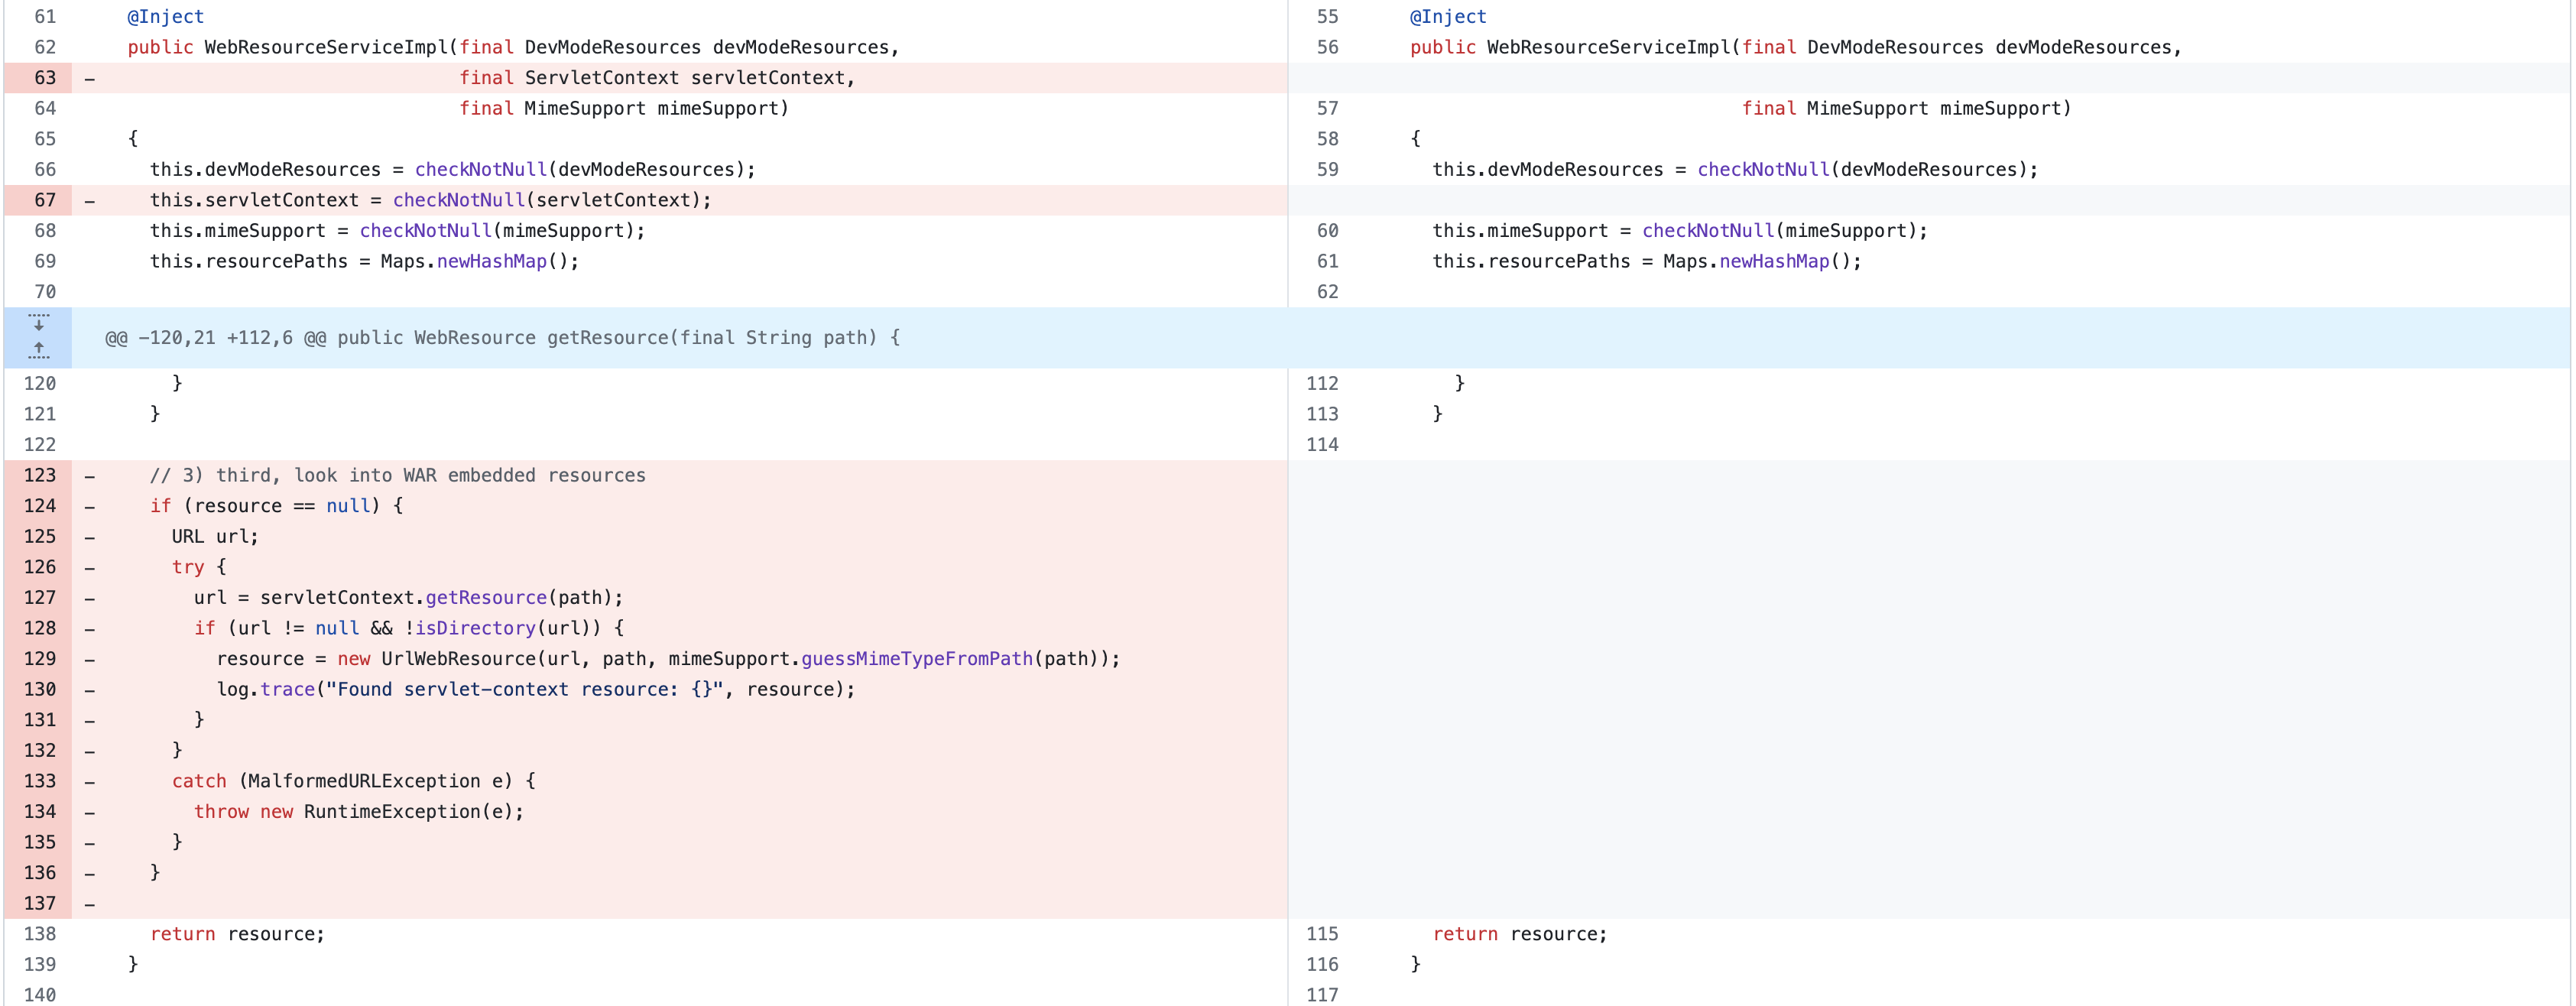 61 @Inject
62 public WebResourceServiceImpl(final DevModeResources devModeResources,
63 - final ServletContext servletContext,
64 final MimeSupport mimeSupport)
65 {
66 this.devModeResources = checkNotNull(devModeResources);
67 - this.servletContext = checkNotNull(servletContext);
68 this.mimeSupport = checkNotNull(mimeSupport);
69 this.resourcePaths = Maps.newHashMap();
70
@@ -120,21 +112,6 @@ public WebResource getResource(final String path) {
120 }
121 }
122
123 - // 3) third, look into WAR embedded resources
124 - if (resource == null) {
125 - URL url;
126 - try {
127 - url = servletContext.getResource(path);
128 - if (url != null && !isDirectory(url)) {
129 - resource = new UrlWebResource(url, path, mimeSupport.guessMimeTypeFromPath(path));
130 - log.trace("Found servlet-context resource: {}", resource);
131 - }
132 - }
133 - catch (MalformedURLException e) {
134 - throw new RuntimeException(e);
135 - }
136 - }
137 -
138 return resource;
139 }
140
55 @Inject
56 public WebResourceServiceImpl(final DevModeResources devModeResources,
57 final MimeSupport mimeSupport)
58 {
59 this.devModeResources = checkNotNull(devModeResources);
60 this.mimeSupport = checkNotNull(mimeSupport);
61 this.resourcePaths = Maps.newHashMap();
62
112 }
113 }
114
115 return resource;
116 }
117